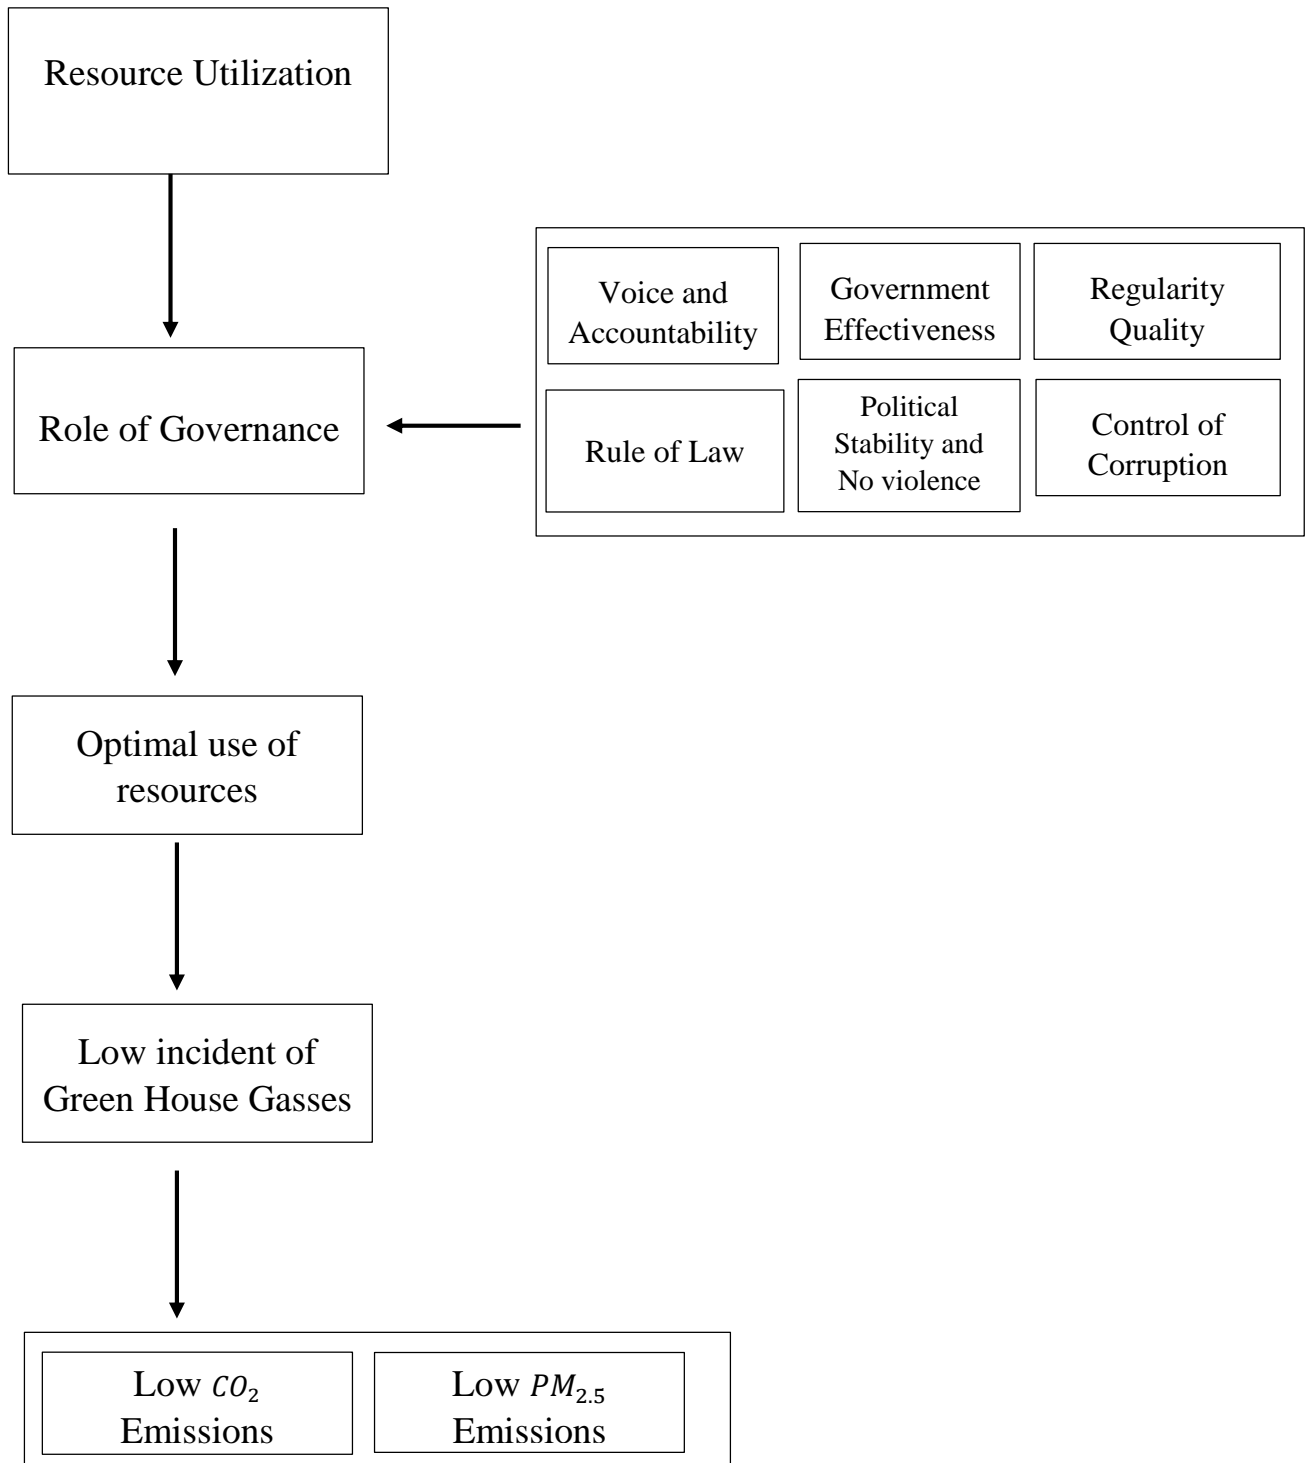 Resource Utilization
Voice and
Accountability
Government
Effectiveness
Regularity
Quality
Role of Governance
Rule of Law
Political
Stability and
No violence
Control of
Corruption
Optimal use of
resources
Low incident of
Green House Gasses
Low CO₂
Emissions
Low PM₂.₅
Emissions